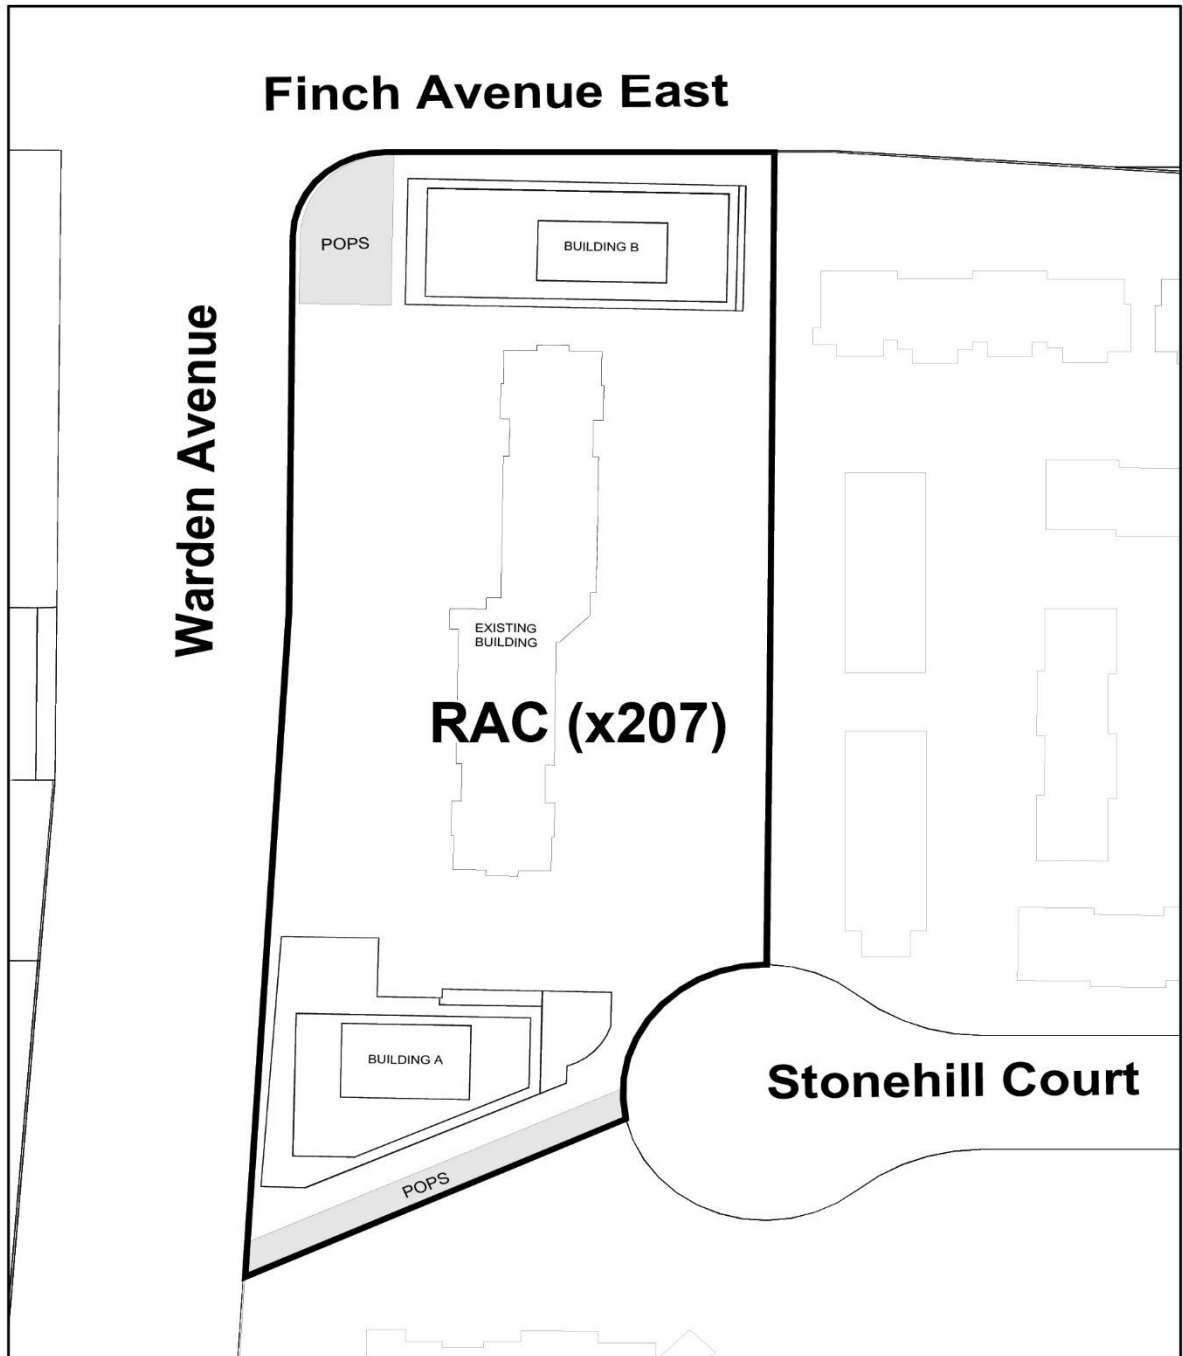 Finch Avenue East
POPS
BUILDING B
Warden Avenue
EXISTING
BUILDING
RAC (x207)
BUILDING A
Stonehill Court
POPS